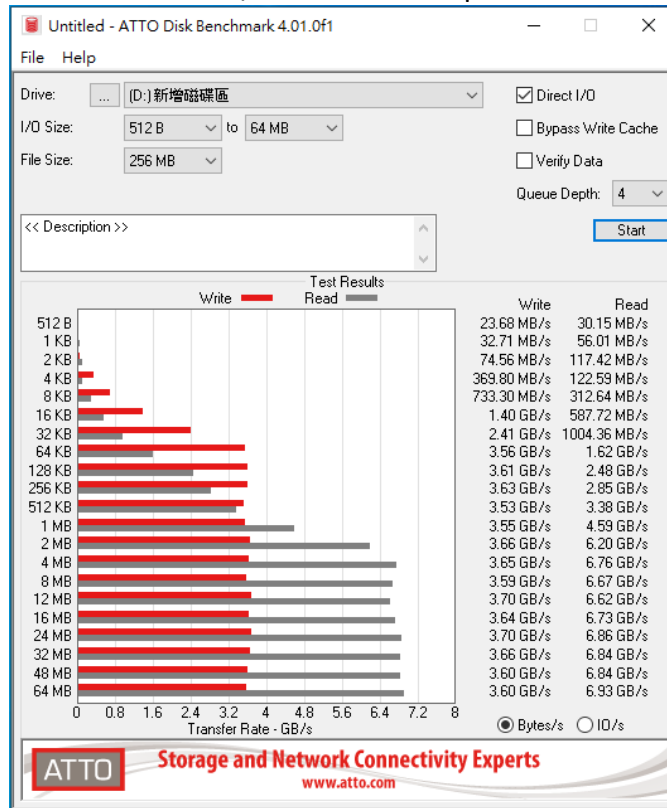 Untitled - ATTO Disk Benchmark 4.01.0f1
File Help
Drive: ... (D:) 新增磁碟區 Direct I/O
I/O Size: 512 B to 64 MB Bypass Write Cache
File Size: 256 MB Verify Data
Queue Depth: 4
<< Description >> Start
Test Results
Write Read Write Read
512 B 23.68 MB/s 30.15 MB/s
1 KB 32.71 MB/s 56.01 MB/s
2 KB 74.56 MB/s 117.42 MB/s
4 KB 369.80 MB/s 122.59 MB/s
8 KB 733.30 MB/s 312.64 MB/s
16 KB 1.40 GB/s 587.72 MB/s
32 KB 2.41 GB/s 1004.36 MB/s
64 KB 3.56 GB/s 1.62 GB/s
128 KB 3.61 GB/s 2.48 GB/s
256 KB 3.63 GB/s 2.85 GB/s
512 KB 3.53 GB/s 3.38 GB/s
1 MB 3.55 GB/s 4.59 GB/s
2 MB 3.66 GB/s 6.20 GB/s
4 MB 3.65 GB/s 6.76 GB/s
8 MB 3.59 GB/s 6.67 GB/s
12 MB 3.70 GB/s 6.62 GB/s
16 MB 3.64 GB/s 6.73 GB/s
24 MB 3.70 GB/s 6.86 GB/s
32 MB 3.66 GB/s 6.84 GB/s
48 MB 3.60 GB/s 6.84 GB/s
64 MB 3.60 GB/s 6.93 GB/s
0 0.8 1.6 2.4 3.2 4 4.8 5.6 6.4 7.2 8
Transfer Rate - GB/s Bytes/s IO/s
ATTO Storage and Network Connectivity Experts
www.atto.com